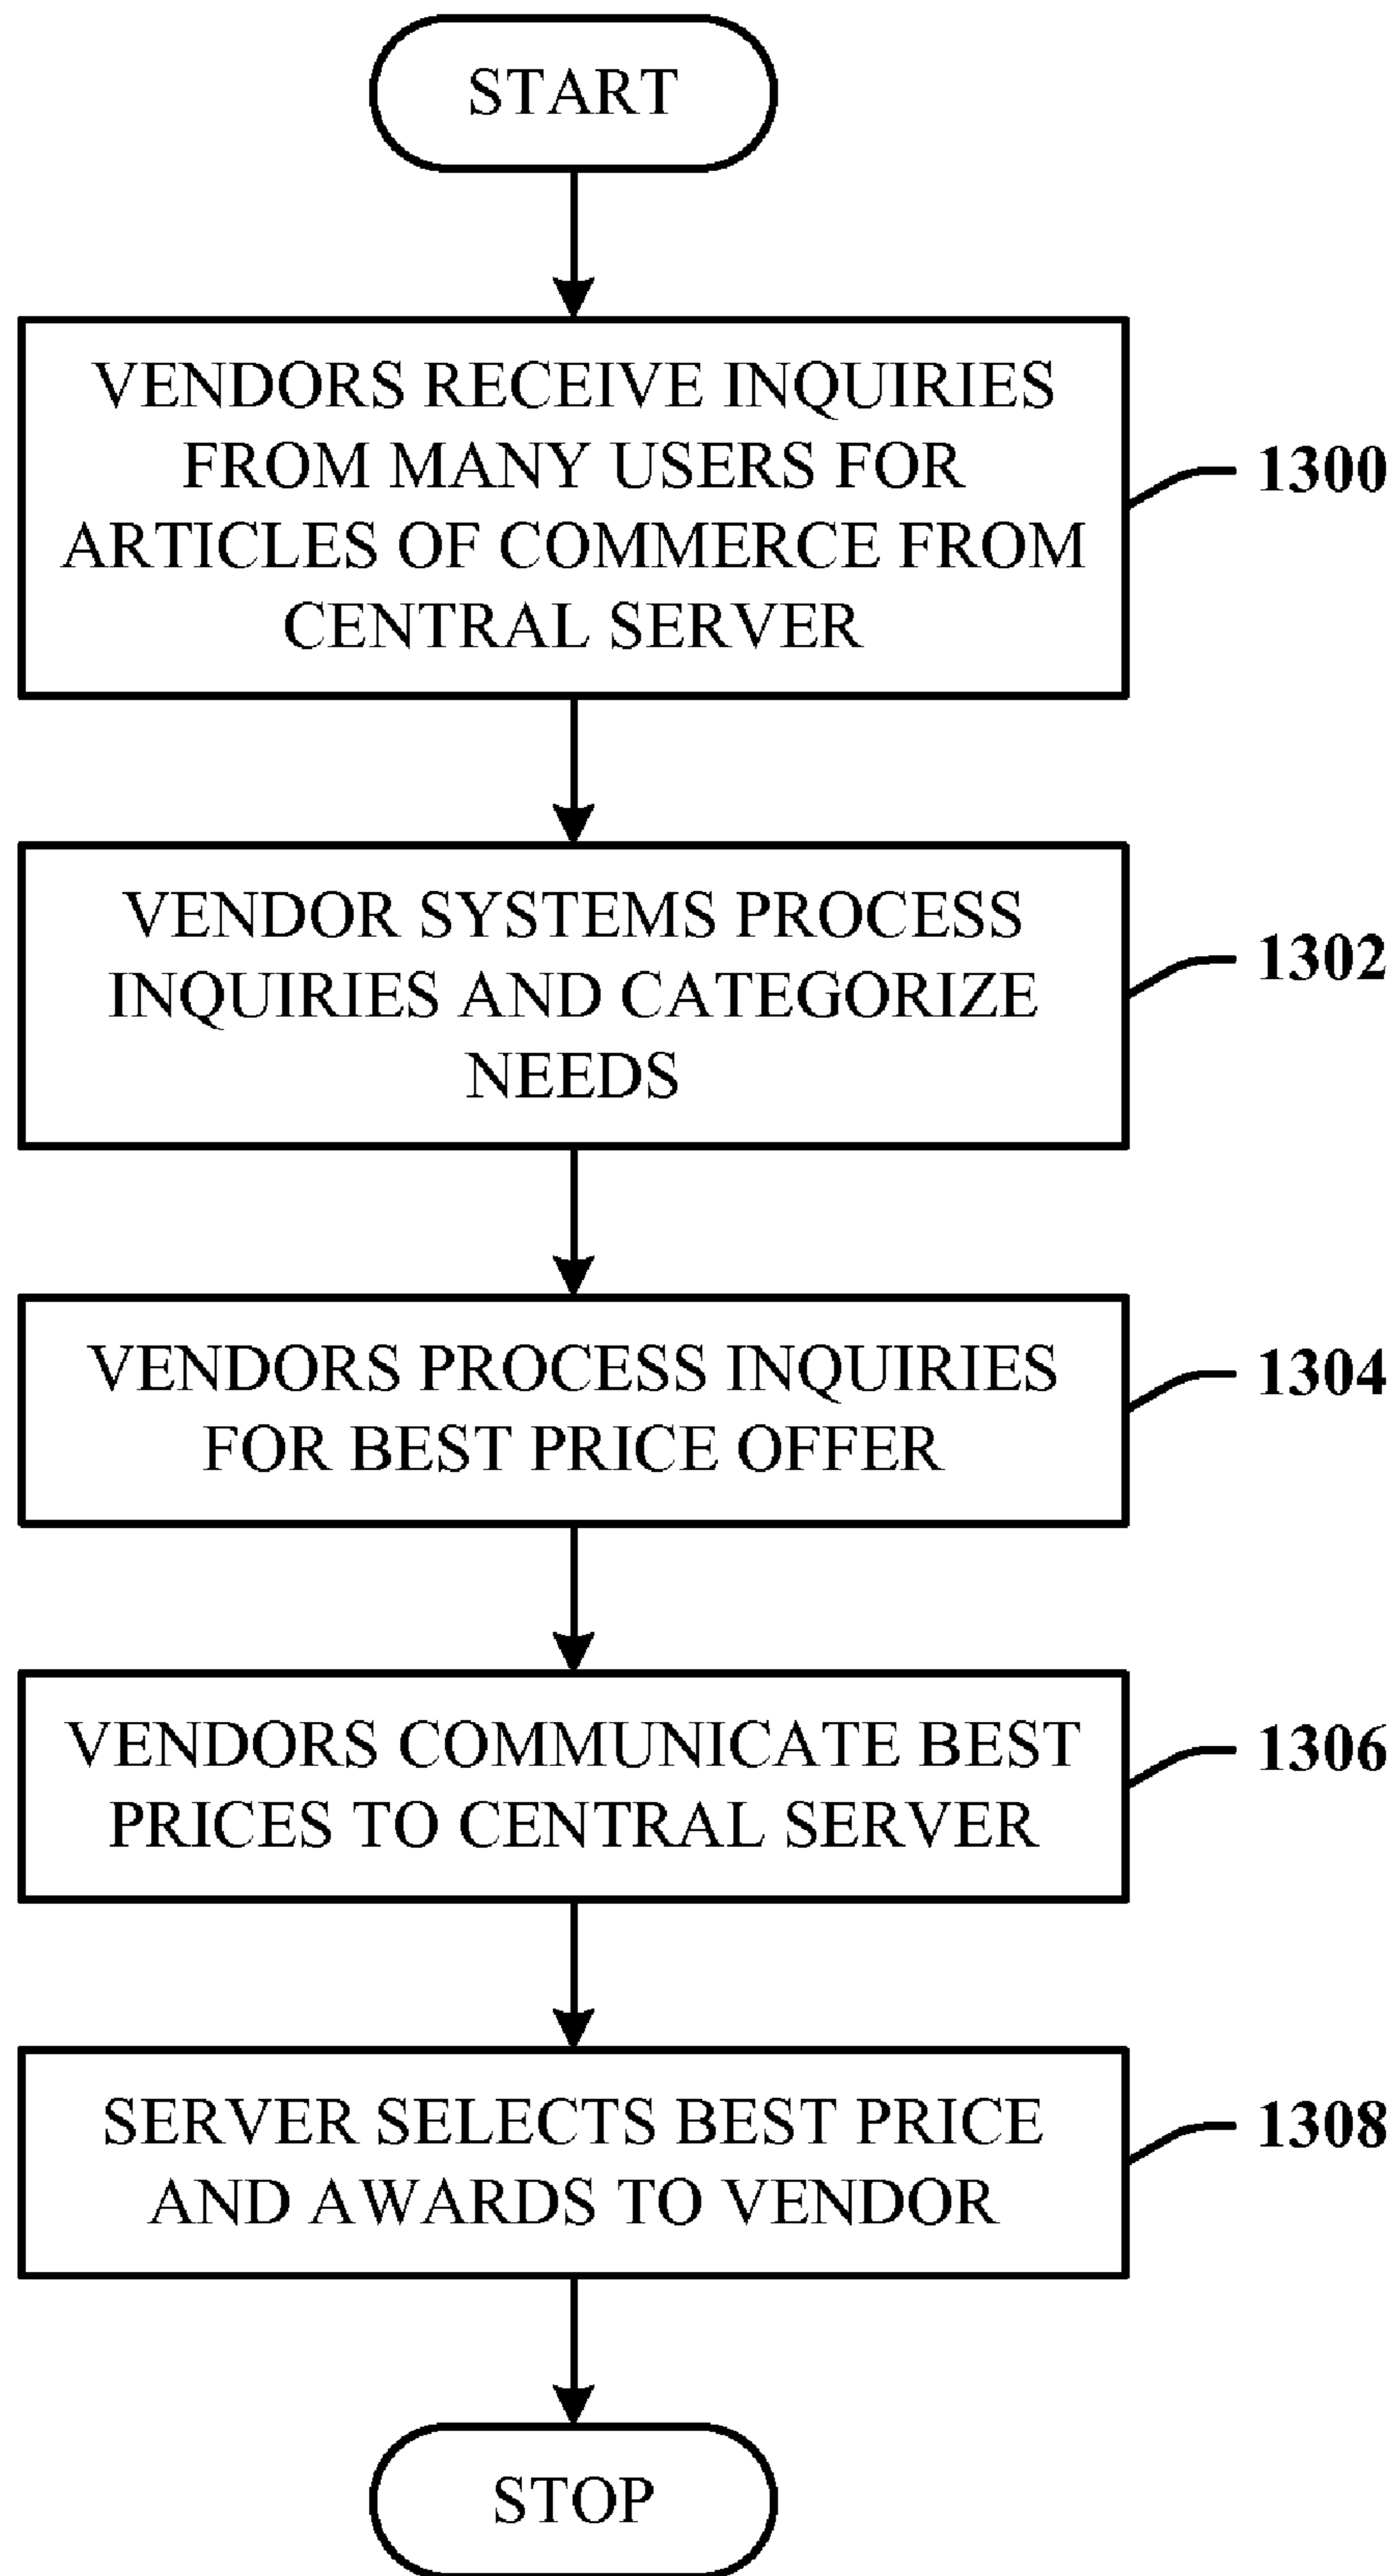 START
VENDORS RECEIVE INQUIRIES
FROM MANY USERS FOR
ARTICLES OF COMMERCE FROM
CENTRAL SERVER
1300
VENDOR SYSTEMS PROCESS
INQUIRIES AND CATEGORIZE
NEEDS
1302
VENDORS PROCESS INQUIRIES
FOR BEST PRICE OFFER
1304
VENDORS COMMUNICATE BEST
PRICES TO CENTRAL SERVER
1306
SERVER SELECTS BEST PRICE
AND AWARDS TO VENDOR
1308
STOP